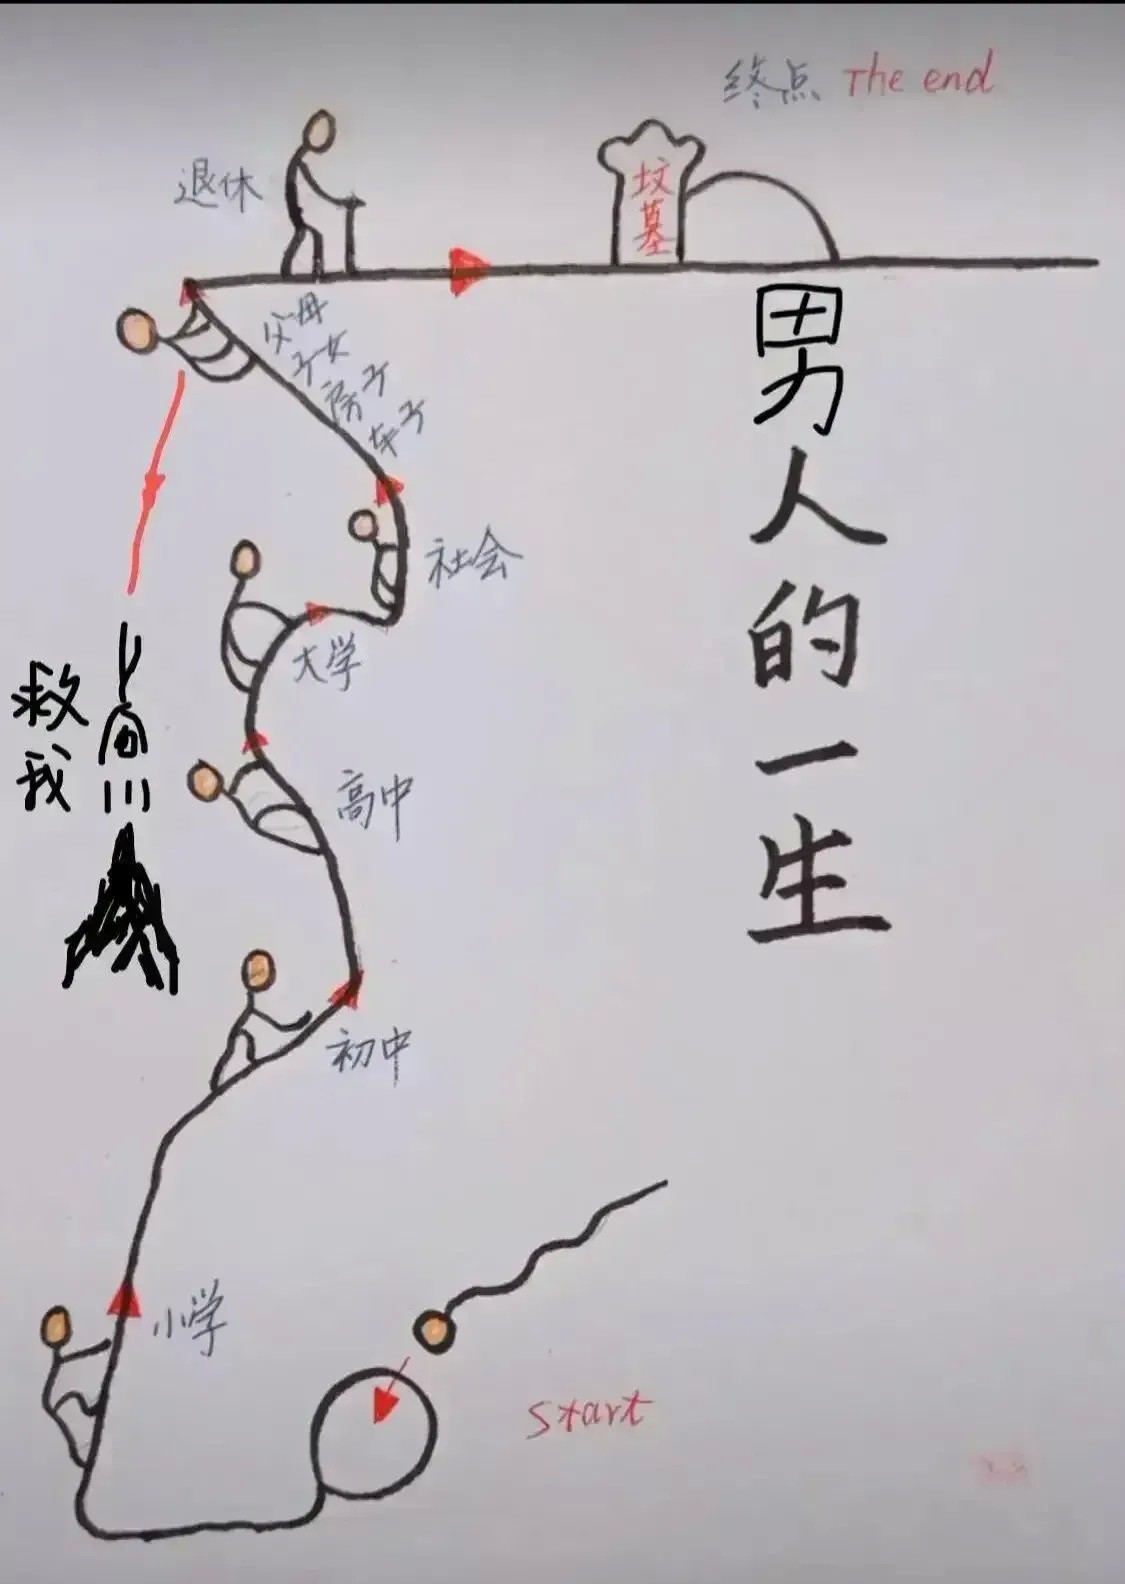 终点 The end
退休
坟墓
父母
子女
房子
车子
男人的一生
社会
大学
救我
高中
初中
小学
start